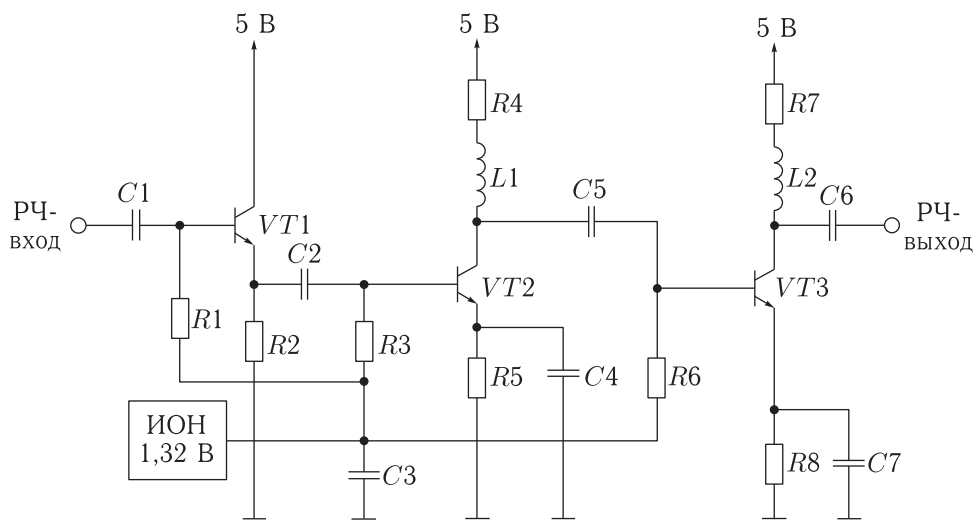 5 В
5 В
5 В
R4
R7
C1
L1
C5
L2
C6
РЧ-
вход
VT1
РЧ-
выход
C2
VT2
VT3
R1
R2
R3
R5
C4
R6
ИОН
1,32 В
C3
R8
C7